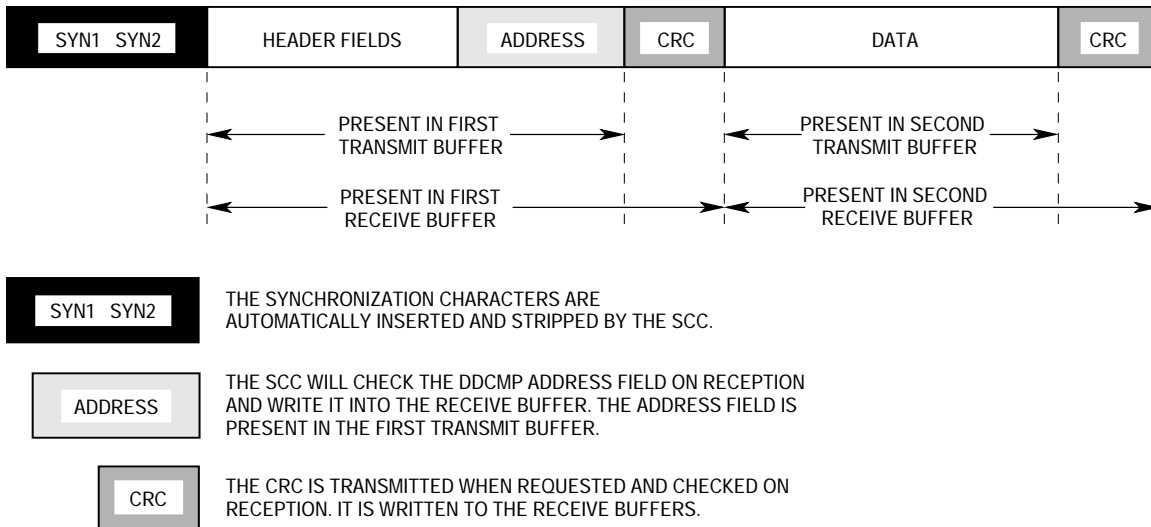 SYN1 SYN2 HEADER FIELDS ADDRESS CRC DATA CRC
PRESENT IN FIRST
TRANSMIT BUFFER
PRESENT IN SECOND
TRANSMIT BUFFER
PRESENT IN FIRST
RECEIVE BUFFER
PRESENT IN SECOND
RECEIVE BUFFER
SYN1 SYN2
THE SYNCHRONIZATION CHARACTERS ARE
AUTOMATICALLY INSERTED AND STRIPPED BY THE SCC.
ADDRESS
THE SCC WILL CHECK THE DDCMP ADDRESS FIELD ON RECEPTION
AND WRITE IT INTO THE RECEIVE BUFFER. THE ADDRESS FIELD IS
PRESENT IN THE FIRST TRANSMIT BUFFER.
CRC
THE CRC IS TRANSMITTED WHEN REQUESTED AND CHECKED ON
RECEPTION. IT IS WRITTEN TO THE RECEIVE BUFFERS.